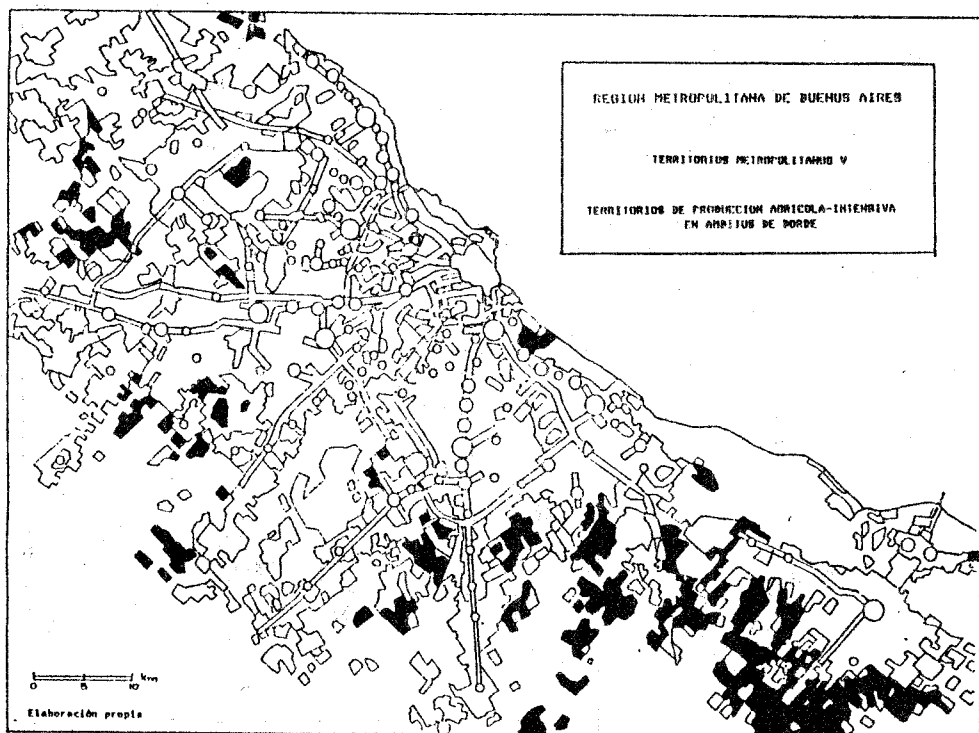 REGION METROPOLITANA DE BUENOS AIRES
TERRITORIOS METROPOLITANOS V
TERRITORIOS DE PRODUCCION AGRICOLA-INTENSIVA
EN AMBITOS DE BORDE
0 5 10 km
Elaboración propia